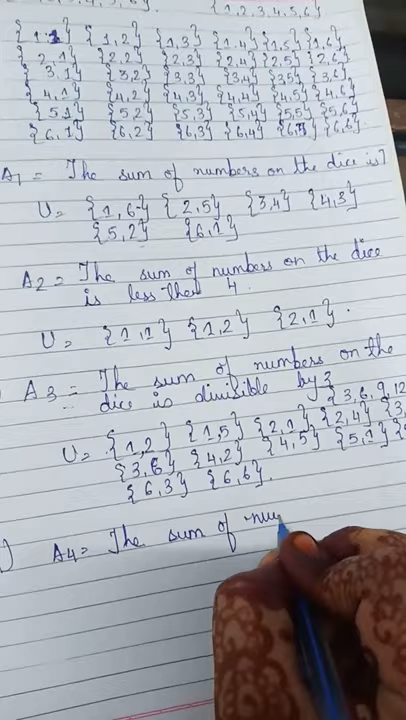 {1,2,3,4,5,6}
{1.1} {1,2} {1,3} {1.4} {1,5} {1,6}
{2,1} {2,2} {2,3} {2,4} {2,5} {2,6}
{3,1} {3,2} {3,3} {3,4} {3,5} {3,6}
{4,1} {4,2} {4,3} {4,4} {4,5} {4,6}
{5,1} {5,2} {5,3} {5,4} {5,5} {5,6}
{6,1} {6,2} {6,3} {6,4} {6,5} {6,6}
A1 = The sum of numbers on the dice is 7
U = {1,6} {2,5} {3,4} {4,3}
{5,2} {6,1}
A2 = The sum of numbers on the dice
is less than 4.
U = {1,1} {1,2} {2,1}.
A3 = The sum of numbers on the
dice is divisible by 3 {3,6,9,12
U = {1,2} {1,5} {2,1} {2,4} {3,
{3,6} {4,2} {4,5} {5,1} {5
{6,3} {6,6}.
) A4 = The sum of nu